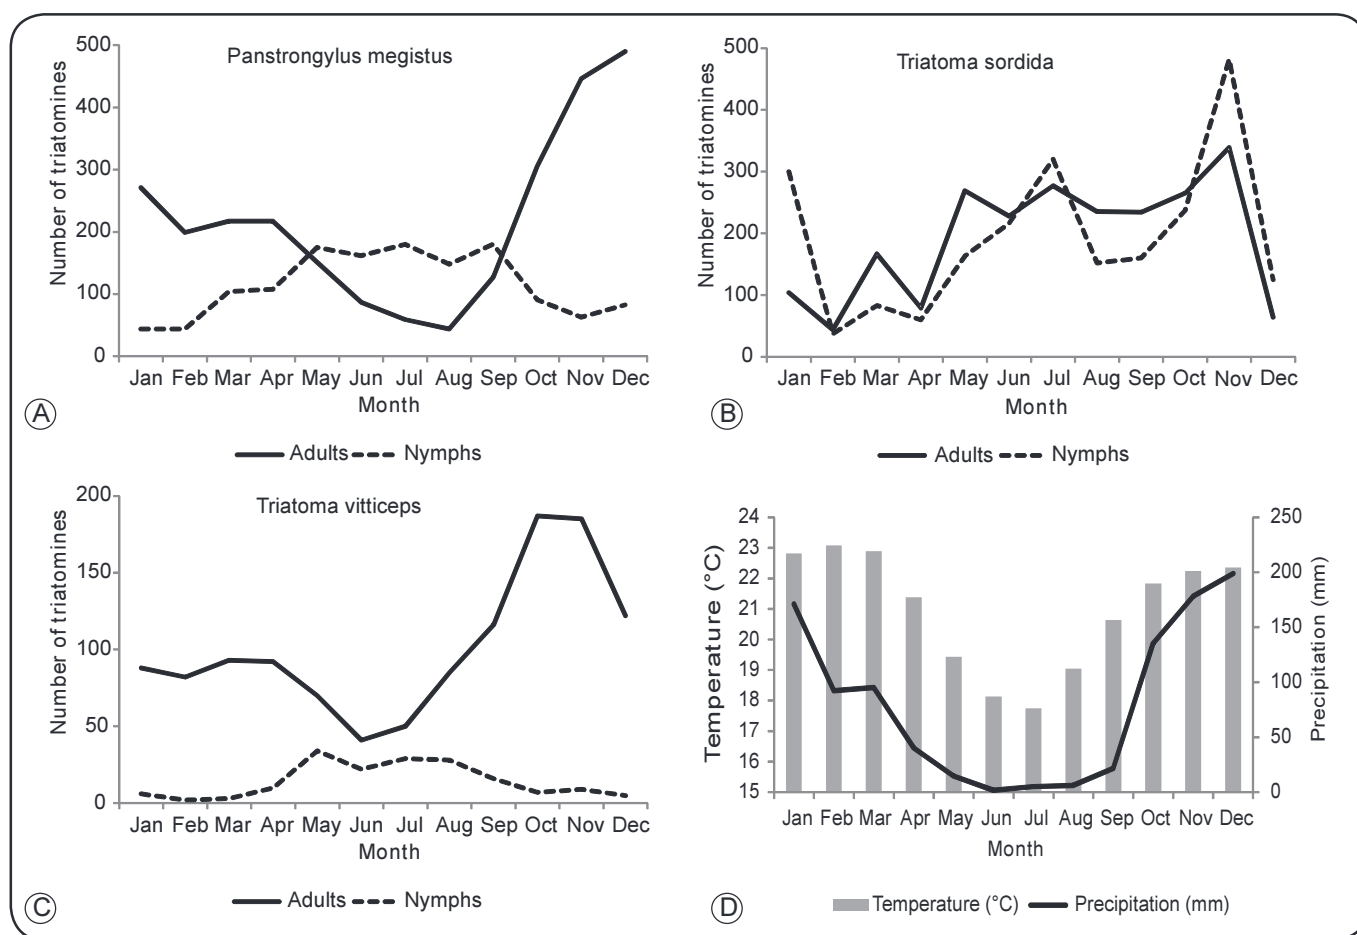 Panstrongylus megistus
Number of triatomines
500
400
300
200
100
0
Jan Feb Mar Apr May Jun Jul Aug Sep Oct Nov Dec
Month
A
Adults Nymphs
Triatoma sordida
Number of triatomines
500
400
300
200
100
0
Jan Feb Mar Apr May Jun Jul Aug Sep Oct Nov Dec
Month
B
Adults Nymphs
Triatoma vitticeps
Number of triatomines
200
150
100
50
0
Jan Feb Mar Apr May Jun Jul Aug Sep Oct Nov Dec
Month
C
Adults Nymphs
Temperature (°C)
24
23
22
21
20
19
18
17
16
15
250
200
150
100
50
0
Precipitation (mm)
Jan Feb Mar Apr May Jun Jul Aug Sep Oct Nov Dec
Month
D
Temperature (°C) Precipitation (mm)